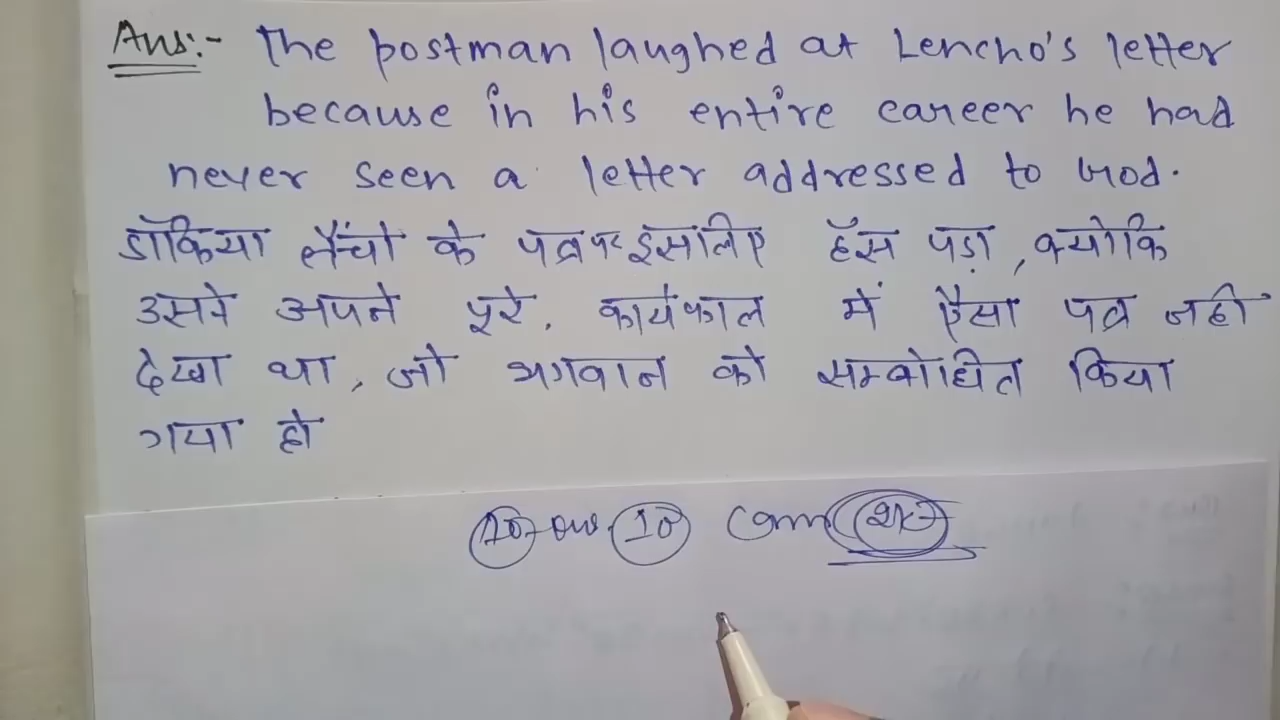 Ans:- The postman laughed at Lencho's letter
because in his entire career he had
never seen a letter addressed to God.
डॉकिया लैंचो के पत्र पर इसलिए हँस पड़ा, क्योकि
उसने अपने पूरे. कार्यकाल में ऐसा पत्र नही
देखा था, जो भगवान को सम्बोधित किया
गया हो
10 10